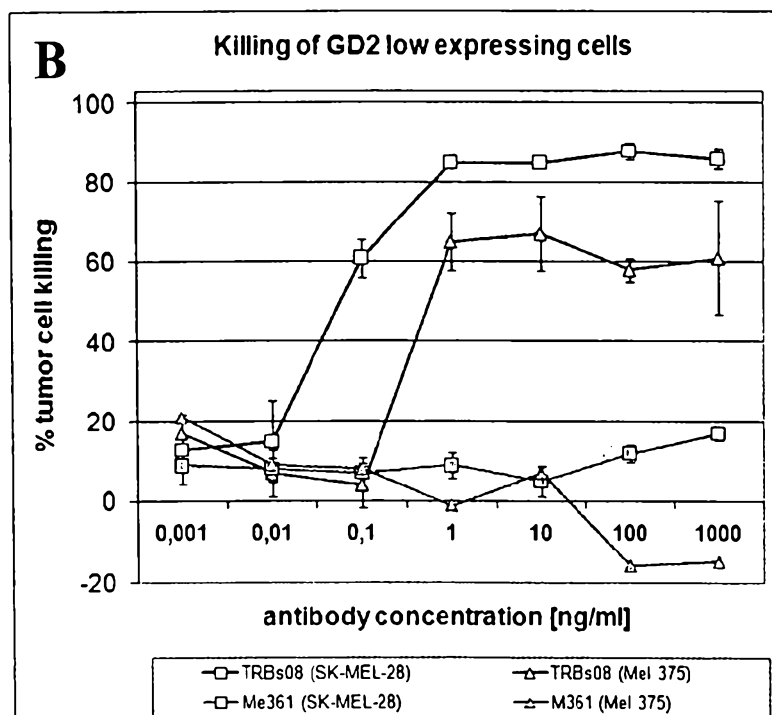 B
Killing of GD2 low expressing cells
% tumor cell killing
100
80
60
40
20
0
-20
0,001 0,01 0,1 1 10 100 1000
antibody concentration [ng/ml]
TRBs08 (SK-MEL-28) TRBs08 (Mel 375)
Me361 (SK-MEL-28) M361 (Mel 375)